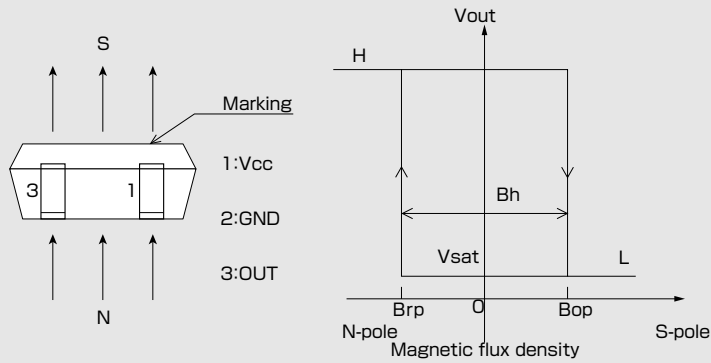 S
Marking
3
1
1:Vcc
2:GND
3:OUT
N
Vout
H
Bh
Vsat
L
Brp
O
Bop
N-pole
S-pole
Magnetic flux density